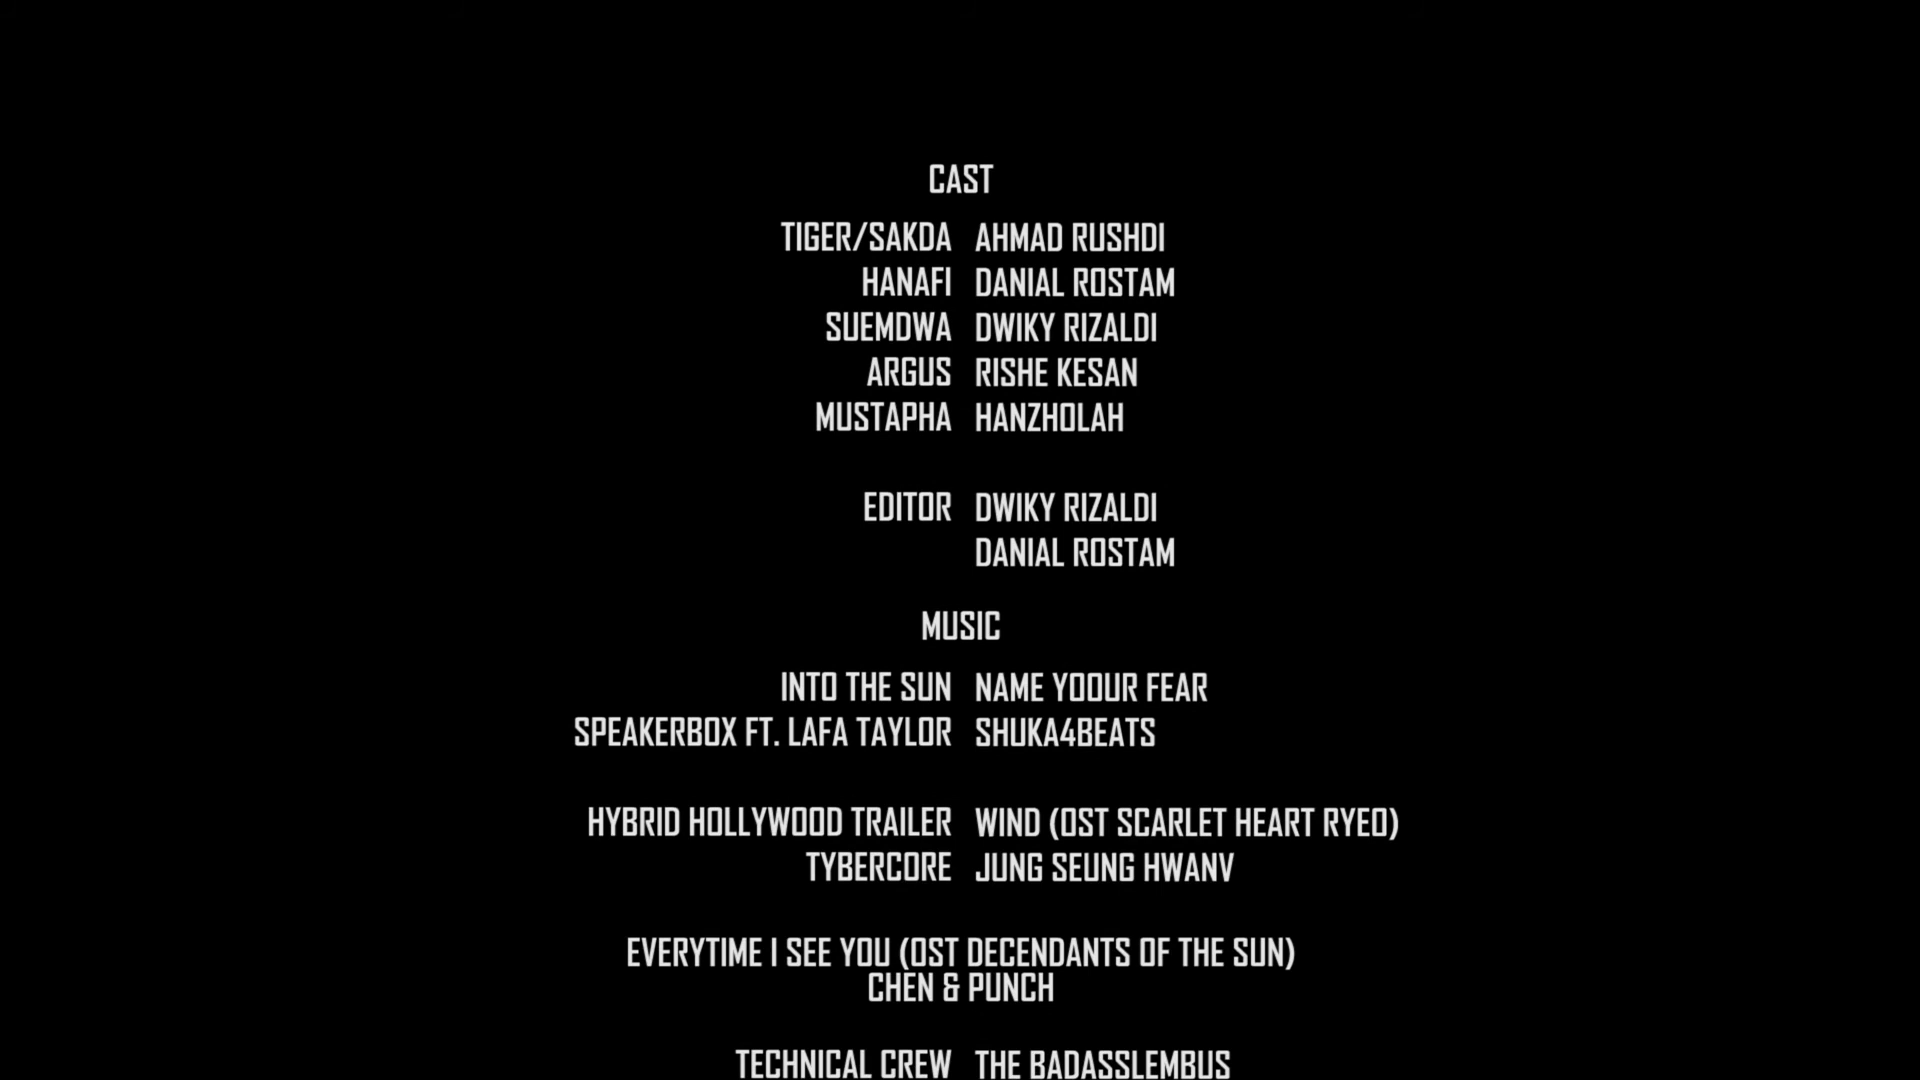 CAST
TIGER/SAKDA AHMAD RUSHDI
HANAFI DANIAL ROSTAM
SUEMDWA DWIKY RIZALDI
ARGUS RISHE KESAN
MUSTAPHA HANZHOLAH
EDITOR DWIKY RIZALDI
DANIAL ROSTAM
MUSIC
INTO THE SUN NAME YOOUR FEAR
SPEAKERBOX FT. LAFA TAYLOR SHUKA4BEATS
HYBRID HOLLYWOOD TRAILER WIND (OST SCARLET HEART RYEO)
TYBERCORE JUNG SEUNG HWANV
EVERYTIME I SEE YOU (OST DECENDANTS OF THE SUN)
CHEN & PUNCH
TECHNICAL CREW THE BADASSLEMBUS